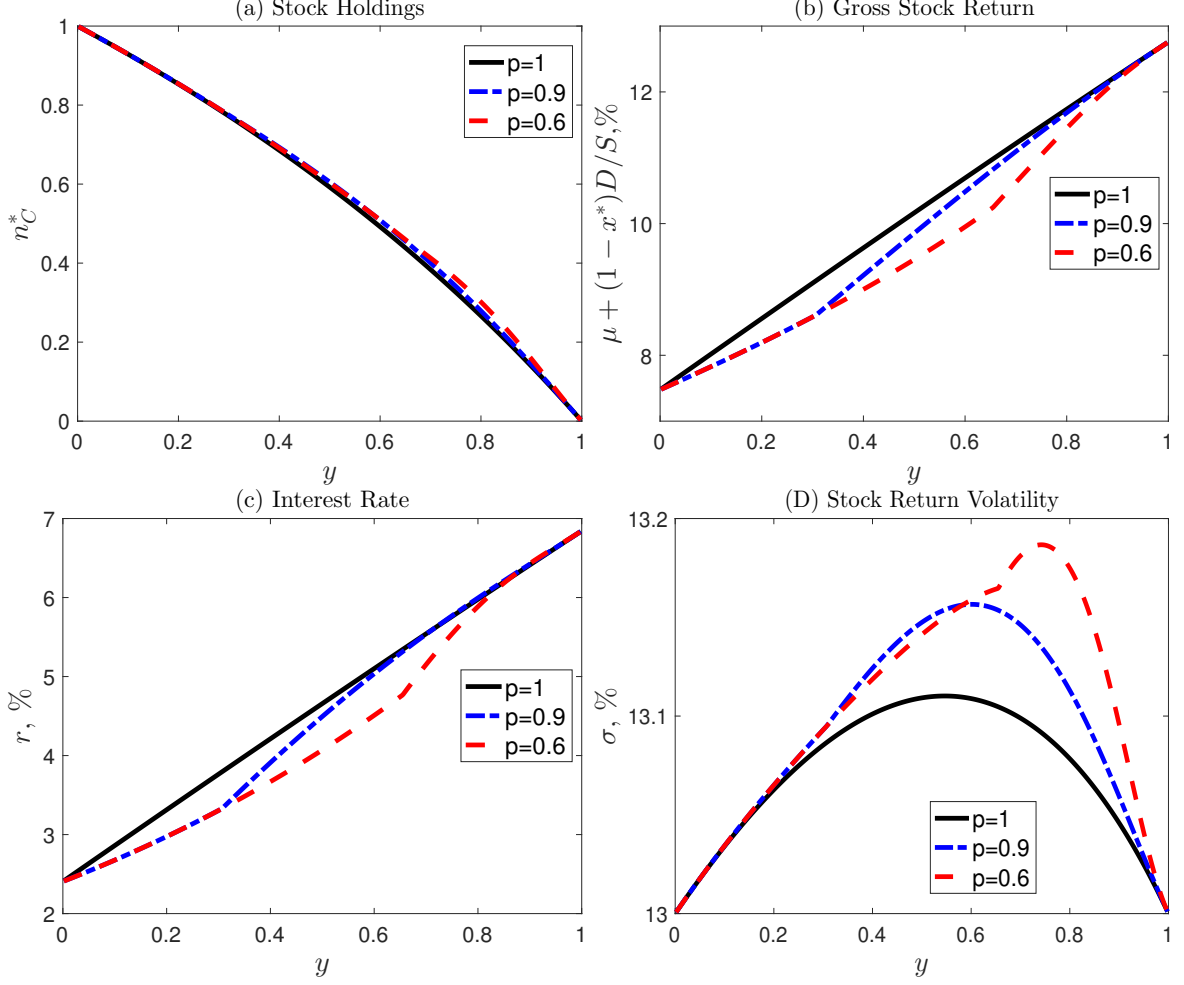 (a) Stock Holdings
1
0.8
0.6
0.4
0.2
0
0 0.2 0.4 0.6 0.8 1
n*_C
y
p=1
p=0.9
p=0.6
(b) Gross Stock Return
12
10
8
0 0.2 0.4 0.6 0.8 1
μ + (1 − x*)D/S,%
y
p=1
p=0.9
p=0.6
(c) Interest Rate
7
6
5
4
3
2
0 0.2 0.4 0.6 0.8 1
r, %
y
p=1
p=0.9
p=0.6
(D) Stock Return Volatility
13.2
13.1
13
0 0.2 0.4 0.6 0.8 1
σ, %
y
p=1
p=0.9
p=0.6